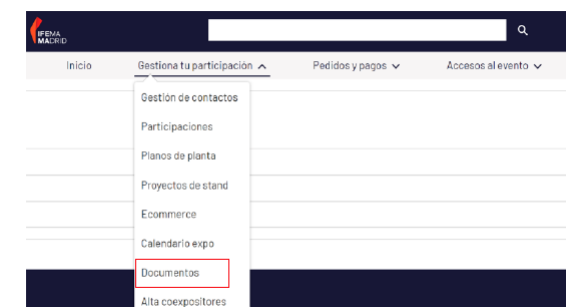 IFEMA
MADRID
Inicio
Gestiona tu participación
Pedidos y pagos
Accesos al evento
Gestión de contactos
Participaciones
Planos de planta
Proyectos de stand
Ecommerce
Calendario expo
Documentos
Alta coexpositores